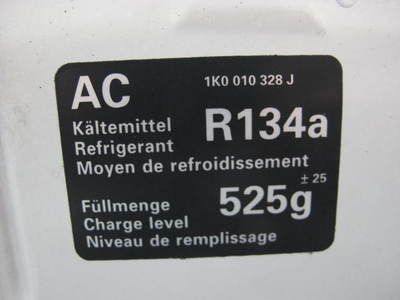 AC 1K0 010 328 J
Kältemittel R134a
Refrigerant
Moyen de refroidissement
± 25
Füllmenge 525g
Charge level
Niveau de remplissage